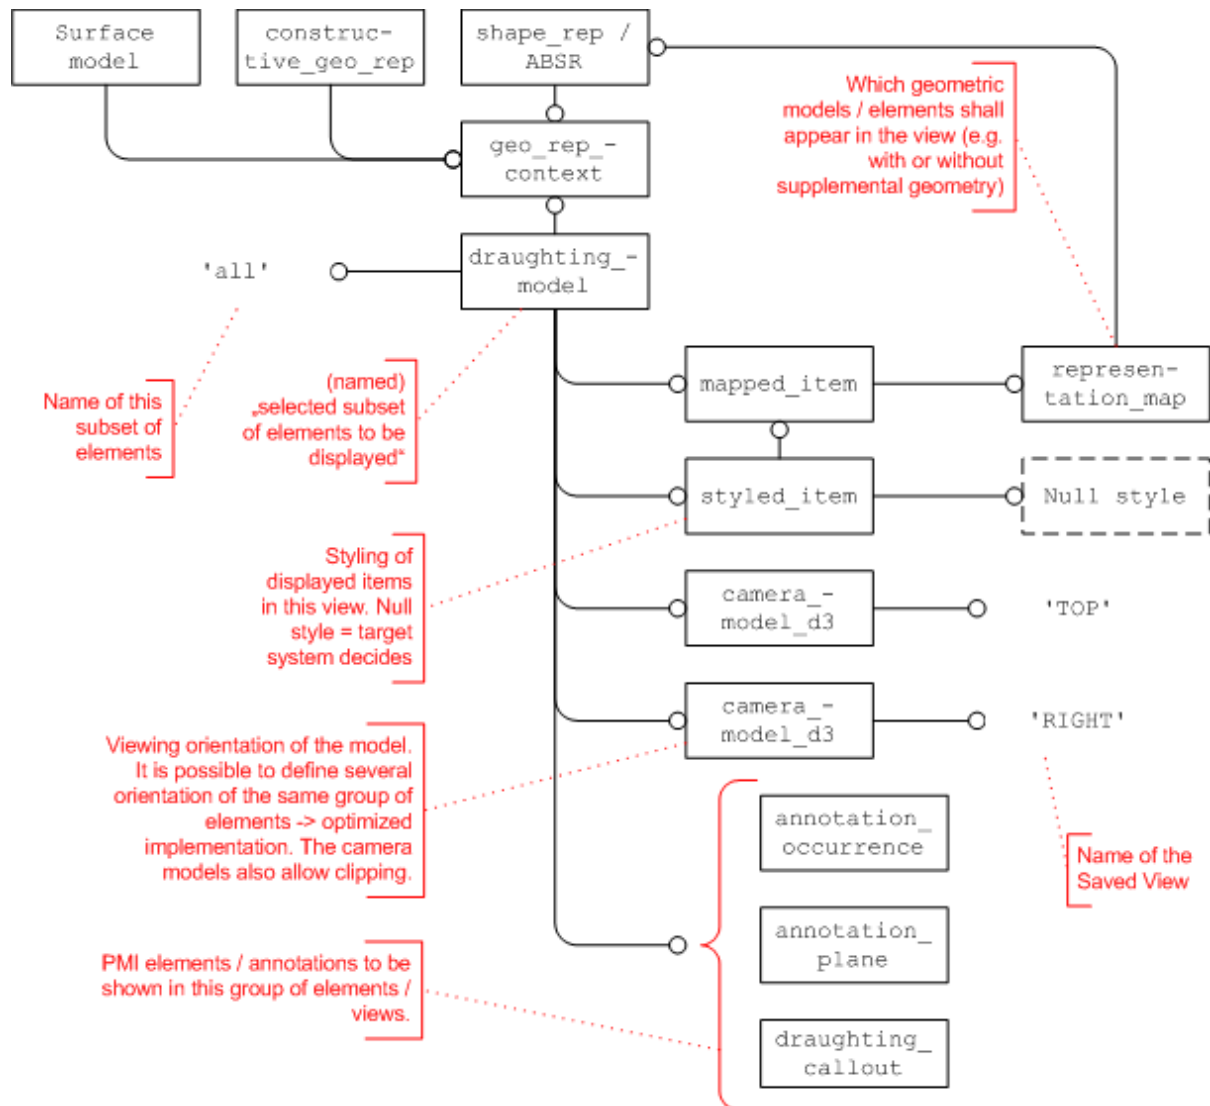 Surface
model
construc-
tive_geo_rep
shape_rep /
ABSR
Which geometric
models / elements shall
appear in the view (e.g.
with or without
supplemental geometry)
geo_rep_-
context
'all'
draughting_-
model
Name of this
subset of
elements
(named)
„selected subset
of elements to be
displayed“
mapped_item
represen-
tation_map
styled_item
Null style
Styling of
displayed items
in this view. Null
style = target
system decides
camera_-
model_d3
'TOP'
Viewing orientation of the model.
It is possible to define several
orientation of the same group of
elements -> optimized
implementation. The camera
models also allow clipping.
camera_-
model_d3
'RIGHT'
annotation_
occurrence
Name of the
Saved View
PMI elements / annotations to be
shown in this group of elements /
views.
annotation_
plane
draughting_
callout